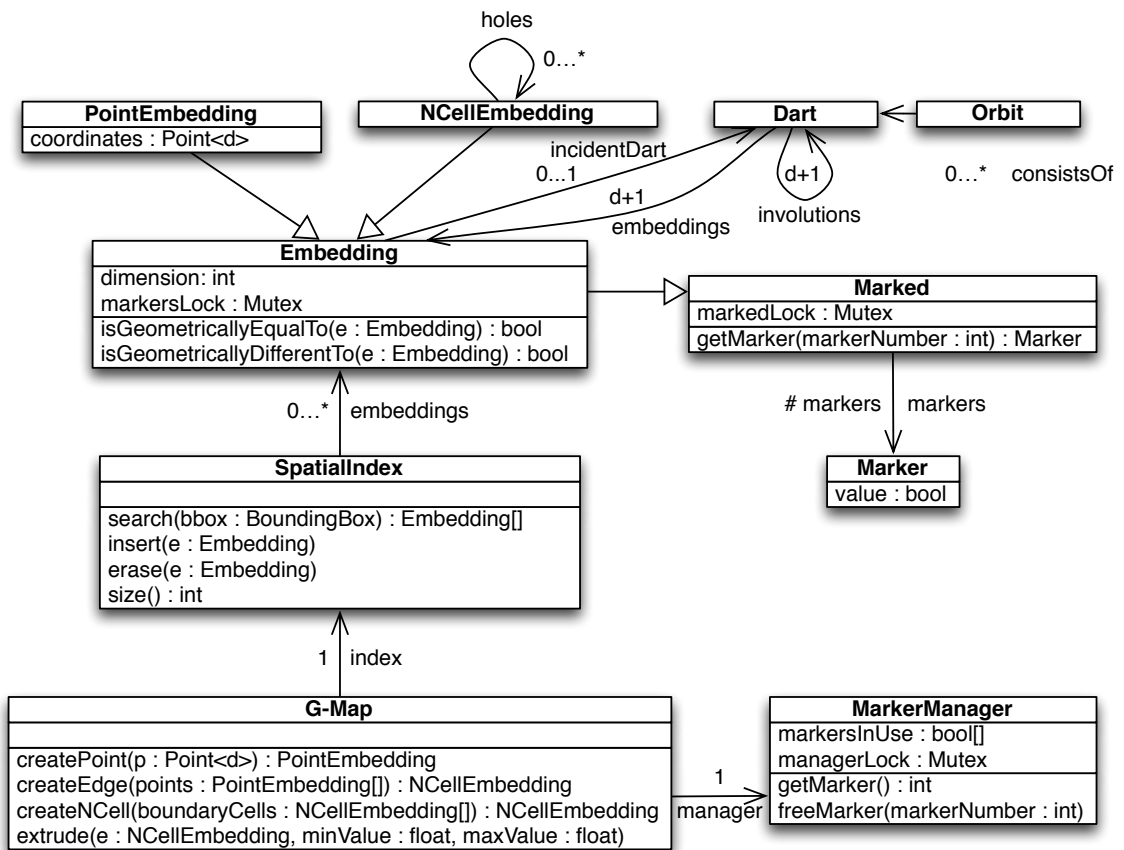 holes
0…*
PointEmbedding
coordinates : Point<d>
NCellEmbedding
Dart
Orbit
incidentDart
0...1
d+1
embeddings
d+1
involutions
0…* consistsOf
Embedding
dimension: int
markersLock : Mutex
isGeometricallyEqualTo(e : Embedding) : bool
isGeometricallyDifferentTo(e : Embedding) : bool
Marked
markedLock : Mutex
getMarker(markerNumber : int) : Marker
0…* embeddings
# markers markers
SpatialIndex
search(bbox : BoundingBox) : Embedding[]
insert(e : Embedding)
erase(e : Embedding)
size() : int
Marker
value : bool
1 index
G-Map
createPoint(p : Point<d>) : PointEmbedding
createEdge(points : PointEmbedding[]) : NCellEmbedding
createNCell(boundaryCells : NCellEmbedding[]) : NCellEmbedding
extrude(e : NCellEmbedding, minValue : float, maxValue : float)
1
manager
MarkerManager
markersInUse : bool[]
managerLock : Mutex
getMarker() : int
freeMarker(markerNumber : int)